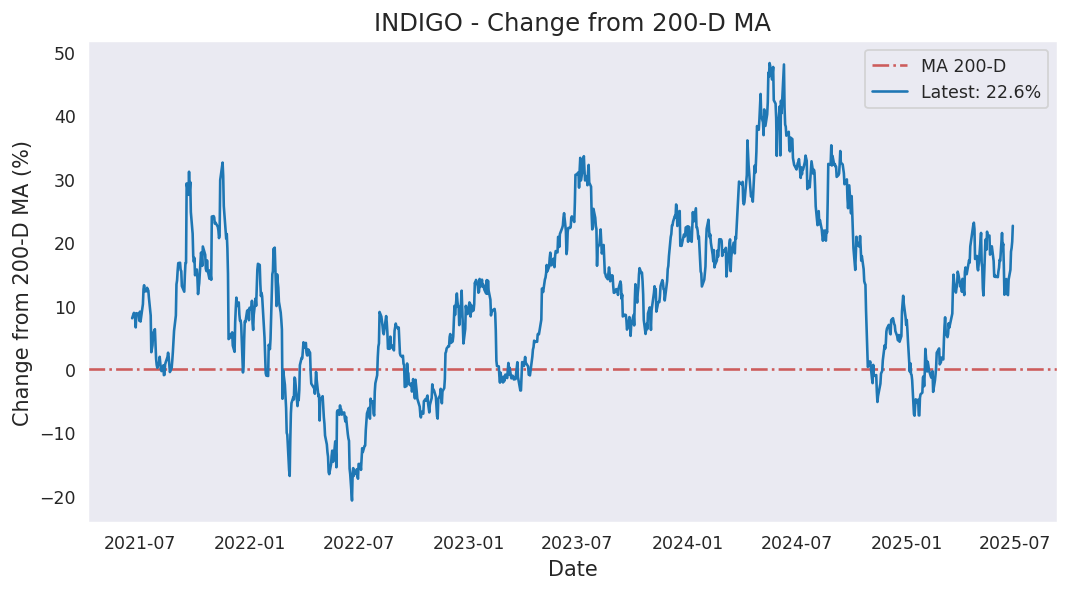 INDIGO - Change from 200-D MA
MA 200-D
Latest: 22.6%
Change from 200-D MA (%)
50
40
30
20
10
0
−10
−20
2021-07 2022-01 2022-07 2023-01 2023-07 2024-01 2024-07 2025-01 2025-07
Date